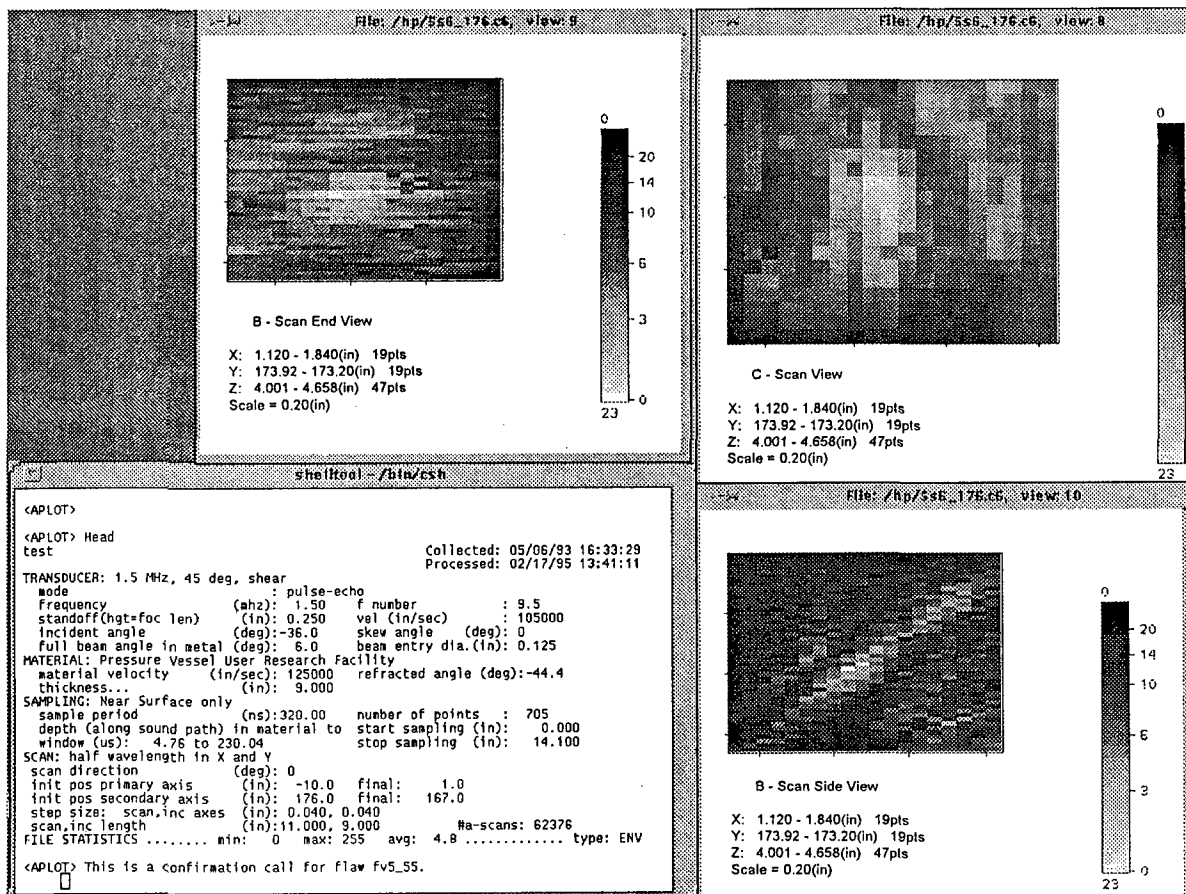 File: /hp/5s6_176.c6, view: 9
0
20
14
10
6
3
0
23
B - Scan End View
X: 1.120 - 1.840(in) 19pts
Y: 173.92 - 173.20(in) 19pts
Z: 4.001 - 4.658(in) 47pts
Scale = 0.20(in)
File: /hp/5s6_176.c6, view: 8
0
23
C - Scan View
X: 1.120 - 1.840(in) 19pts
Y: 173.92 - 173.20(in) 19pts
Z: 4.001 - 4.658(in) 47pts
Scale = 0.20(in)
shelltool - /bin/csh
<APLOT>
<APLOT> Head
test Collected: 05/06/93 16:33:29
Processed: 02/17/95 13:41:11
TRANSDUCER: 1.5 MHz, 45 deg, shear
mode : pulse-echo
frequency (mhz): 1.50 f number : 9.5
standoff(hgt=foc len) (in): 0.250 vel (in/sec) : 105000
incident angle (deg):-36.0 skew angle (deg): 0
full beam angle in metal (deg): 6.0 beam entry dia.(in): 0.125
MATERIAL: Pressure Vessel User Research Facility
material velocity (in/sec): 125000 refracted angle (deg):-44.4
thickness... (in): 9.000
SAMPLING: Near Surface only
sample period (ns):320.00 number of points : 705
depth (along sound path) in material to start sampling (in): 0.000
window (us): 4.76 to 230.04 stop sampling (in): 14.100
SCAN: half wavelength in X and Y
scan direction (deg): 0
init pos primary axis (in): -10.0 final: 1.0
init pos secondary axis (in): 176.0 final: 167.0
step size: scan,inc axes (in): 0.040, 0.040
scan,inc length (in):11.000, 9.000 #a-scans: 62376
FILE STATISTICS ........ min: 0 max: 255 avg: 4.8 ............. type: ENV
<APLOT> This is a confirmation call for flaw fv5_55.
File: /hp/5s6_176.c6, view: 10
0
20
14
10
6
3
0
23
B - Scan Side View
X: 1.120 - 1.840(in) 19pts
Y: 173.92 - 173.20(in) 19pts
Z: 4.001 - 4.658(in) 47pts
Scale = 0.20(in)